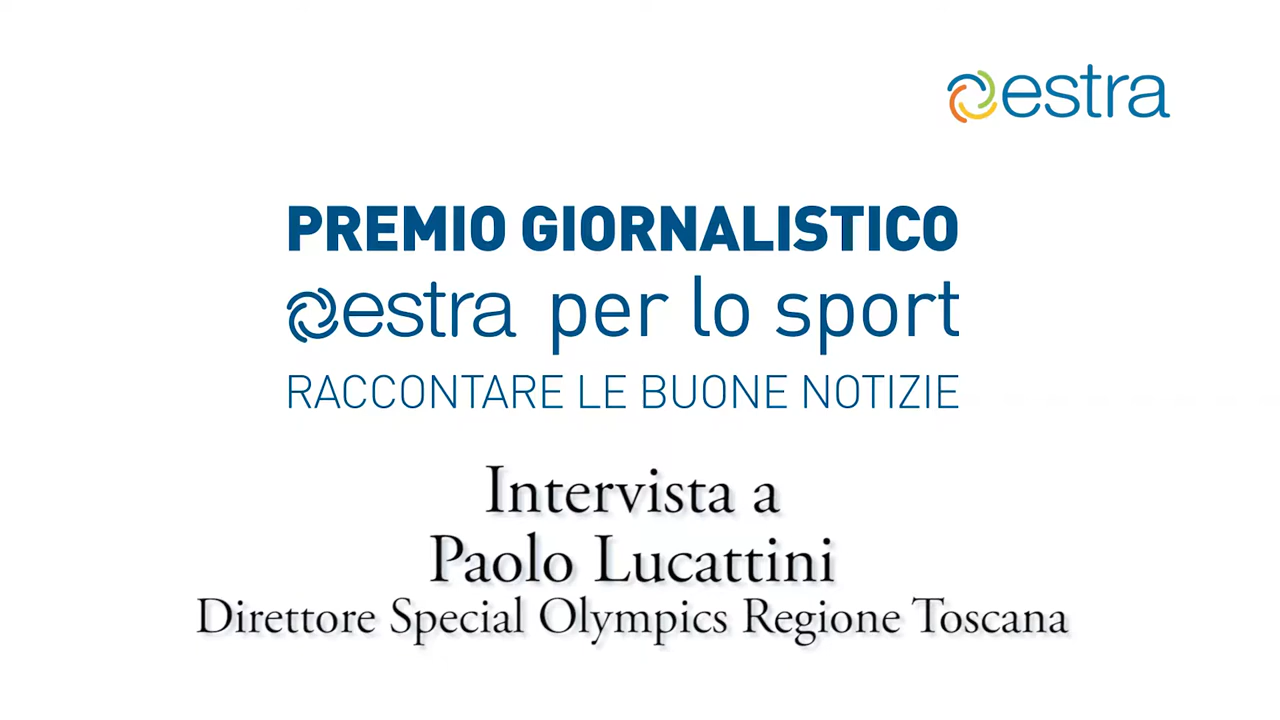 estra
PREMIO GIORNALISTICO
estra per lo sport
RACCONTARE LE BUONE NOTIZIE
Intervista a
Paolo Lucattini
Direttore Special Olympics Regione Toscana